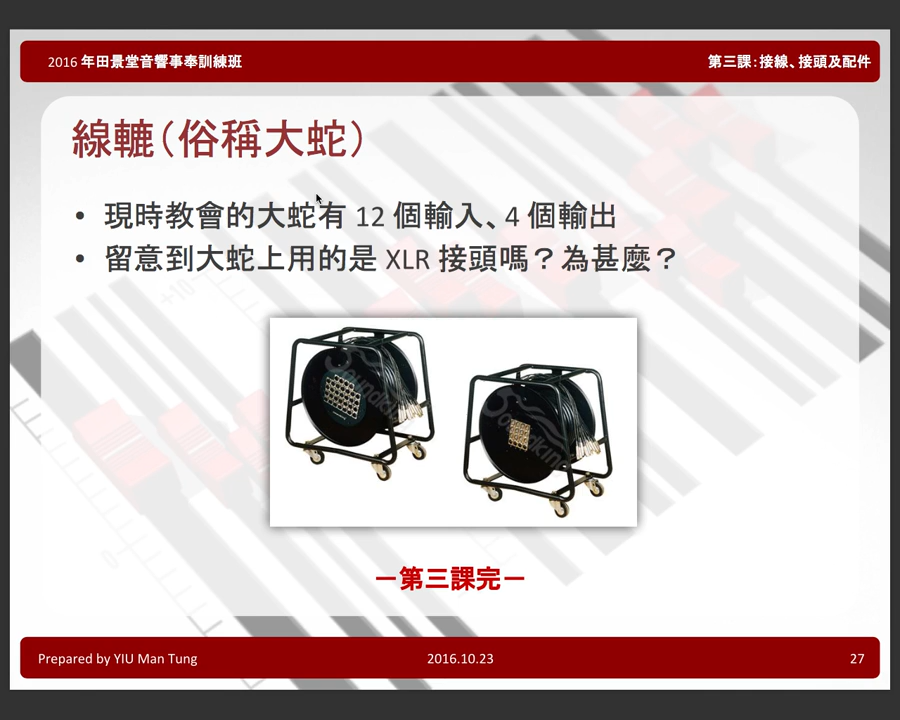 2016 年田景堂音響事奉訓練班
第三課：接線、接頭及配件
線轆（俗稱大蛇）
• 現時教會的大蛇有 12 個輸入、4 個輸出
• 留意到大蛇上用的是 XLR 接頭嗎？為甚麼？
Soundking
Soundking
－第三課完－
Prepared by YIU Man Tung
2016.10.23
27